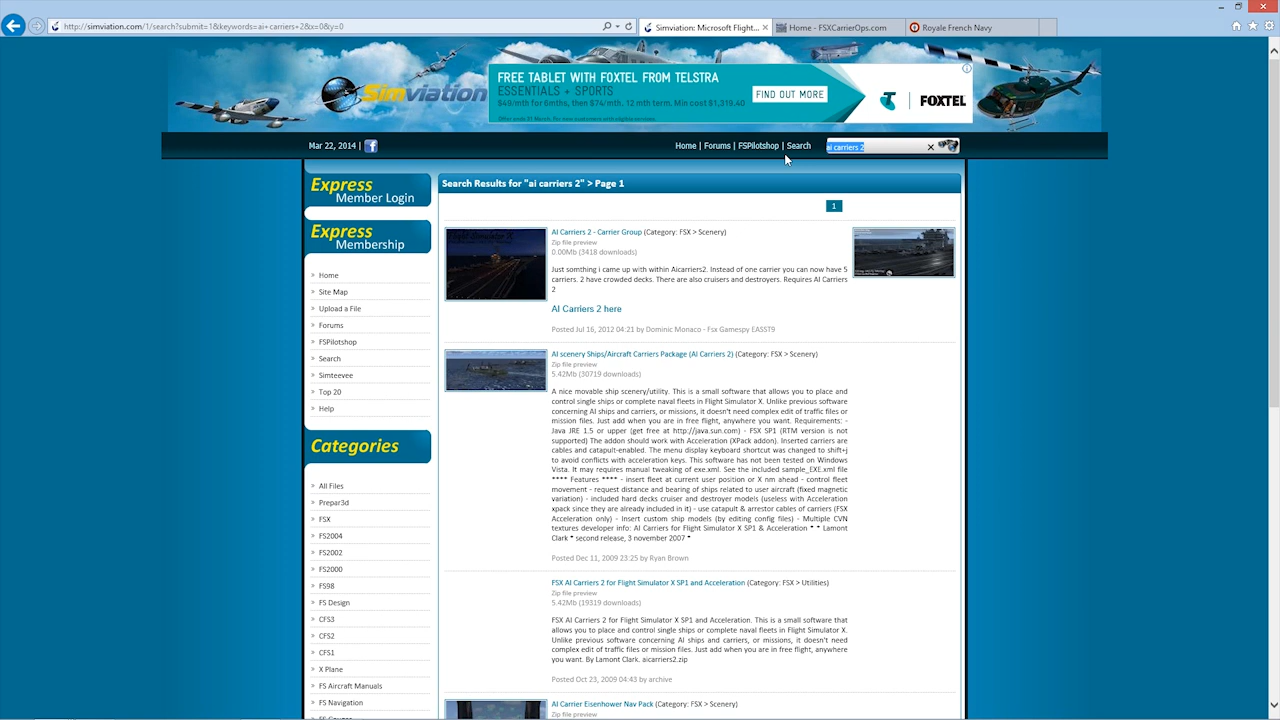 http://simviation.com/1/search?submit=1&keywords=ai+carriers+2&x=0&y=0
Simviation: Microsoft Flight...
Home - FSXCarrierOps.com
Royale French Navy
Simviation
FREE TABLET WITH FOXTEL FROM TELSTRA
ESSENTIALS + SPORTS
$49/mth for 6mths, then $74/mth. 12 mth term. Min cost $1,319.40
Offer ends 31 March. For new customers with eligible services.
FIND OUT MORE
FOXTEL
Mar 22, 2014 |
Home | Forums | FSPilotshop | Search
ai carriers 2
Express
Member Login
Express
Membership
Home
Site Map
Upload a File
Forums
FSPilotshop
Search
Simteevee
Top 20
Help
Categories
All Files
Prepar3d
FSX
FS2004
FS2002
FS2000
FS98
FS Design
CFS3
CFS2
CFS1
X Plane
FS Aircraft Manuals
FS Navigation
Search Results for "ai carriers 2" > Page 1
1
AI Carriers 2 - Carrier Group (Category: FSX > Scenery)
Zip file preview
0.00Mb (3418 downloads)
Just somthing i came up with within Aicarriers2. Instead of one carrier you can now have 5
carriers. 2 have crowded decks. There are also cruisers and destroyers. Requires AI Carriers
2
AI Carriers 2 here
Posted Jul 16, 2012 04:21 by Dominic Monaco - Fsx Gamespy EASST9
AI scenery Ships/Aircraft Carriers Package (AI Carriers 2) (Category: FSX > Scenery)
Zip file preview
5.42Mb (30719 downloads)
A nice movable ship scenery/utility. This is a small software that allows you to place and
control single ships or complete naval fleets in Flight Simulator X. Unlike previous software
concerning AI ships and carriers, or missions, it doesn't need complex edit of traffic files or
mission files. Just add when you are in free flight, anywhere you want. Requirements: -
Java JRE 1.5 or upper (get free at http://java.sun.com) - FSX SP1 (RTM version is not
supported) The addon should work with Acceleration (XPack addon). Inserted carriers are
cables and catapult-enabled. The menu display keyboard shortcut was changed to shift+j
to avoid conflicts with acceleration keys. This software has not been tested on Windows
Vista. It may requires manual tweaking of exe.xml. See the included sample_EXE.xml file
**** Features **** - insert fleet at current user position or X nm ahead - control fleet
movement - request distance and bearing of ships related to user aircraft (fixed magnetic
variation) - included hard decks cruiser and destroyer models (useless with Acceleration
xpack since they are already included in it) - use catapult & arrestor cables of carriers (FSX
Acceleration only) - Insert custom ship models (by editing config files) - Multiple CVN
textures developer info: AI Carriers for Flight Simulator X SP1 & Acceleration * * Lamont
Clark * second release, 3 november 2007 *
Posted Dec 11, 2009 23:25 by Ryan Brown
FSX AI Carriers 2 for Flight Simulator X SP1 and Acceleration (Category: FSX > Utilities)
Zip file preview
5.42Mb (19319 downloads)
FSX AI Carriers 2 for Flight Simulator X SP1 and Acceleration. This is a small software that
allows you to place and control single ships or complete naval fleets in Flight Simulator X.
Unlike previous software concerning AI ships and carriers, or missions, it doesn't need
complex edit of traffic files or mission files. Just add when you are in free flight, anywhere
you want. By Lamont Clark. aicarriers2.zip
Posted Oct 23, 2009 04:43 by archive
AI Carrier Eisenhower Nav Pack (Category: FSX > Scenery)
Zip file preview